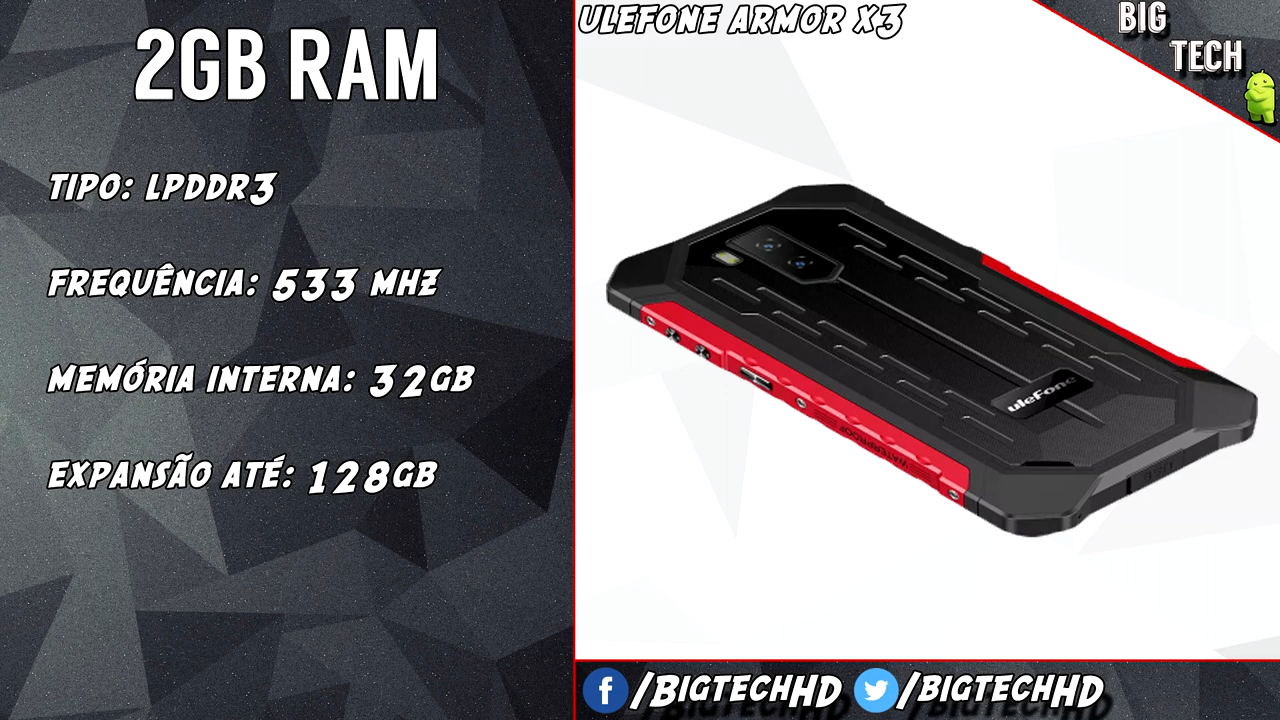 2GB RAM
TIPO: LPDDR3
FREQUÊNCIA: 533 MHZ
MEMÓRIA INTERNA: 32GB
EXPANSÃO ATÉ: 128GB
ULEFONE ARMOR X3
BIG
TECH
uleFone
WATERPROOF
/BIGTECHHD
/BIGTECHHD